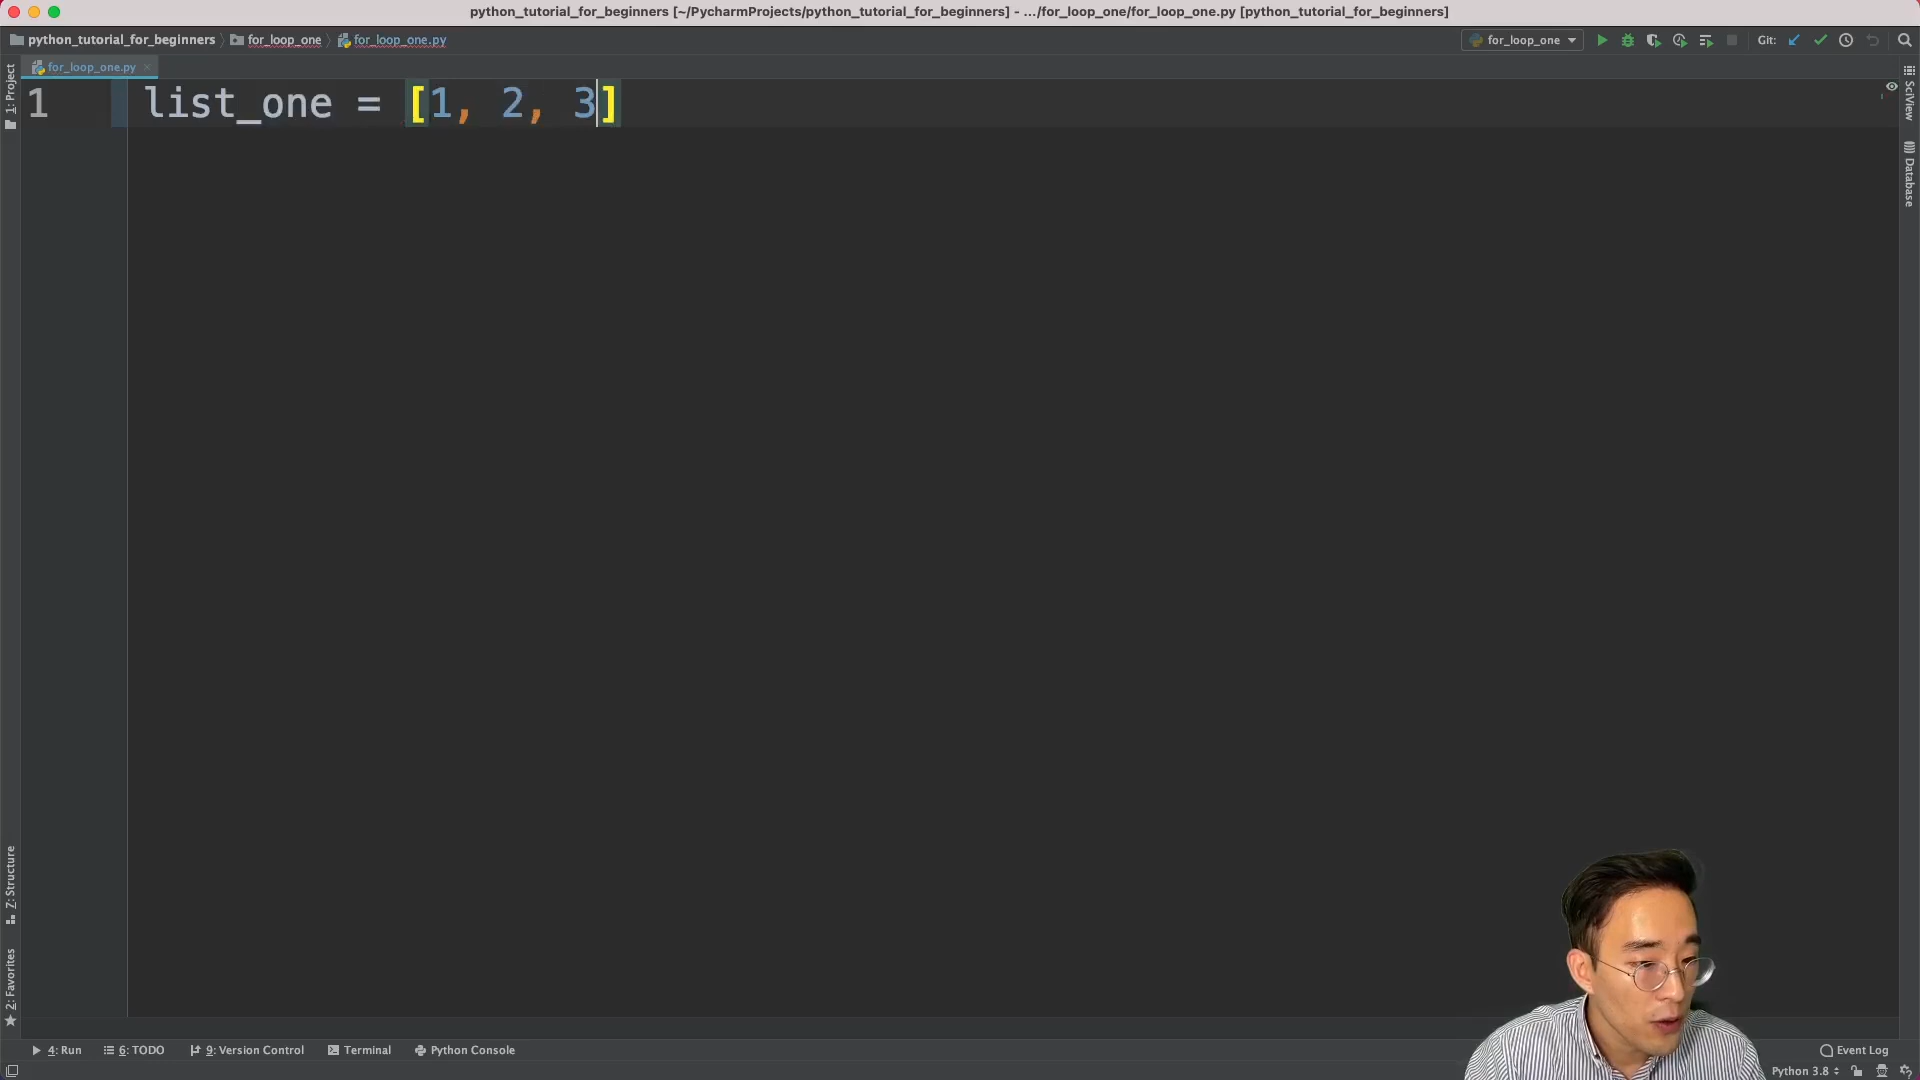 python_tutorial_for_beginners [~/PycharmProjects/python_tutorial_for_beginners] - .../for_loop_one/for_loop_one.py [python_tutorial_for_beginners]
python_tutorial_for_beginners for_loop_one for_loop_one.py for_loop_one Git:
for_loop_one.py
1: Project
1 list_one = [1, 2, 3]
SciView
Database
Z: Structure
2: Favorites
4: Run 6: TODO 9: Version Control Terminal Python Console Event Log
Python 3.8